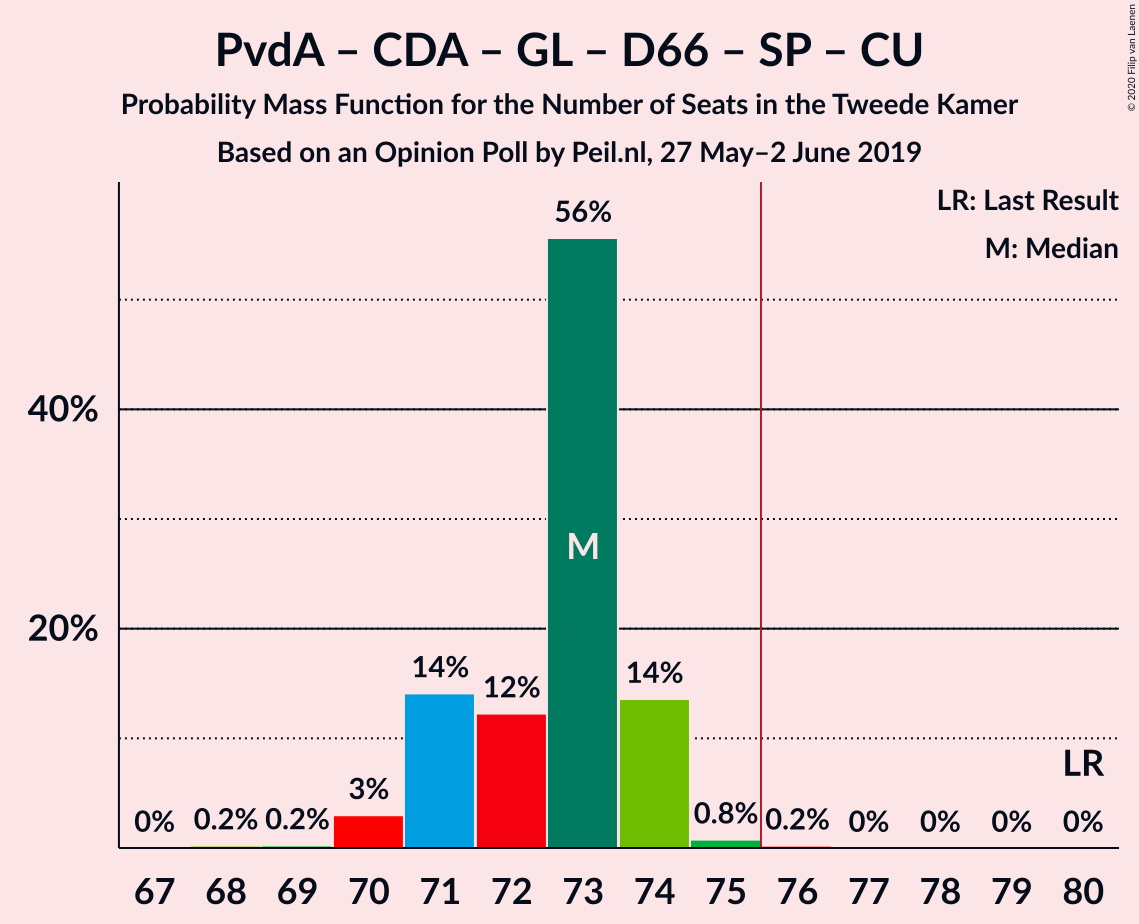 PvdA – CDA – GL – D66 – SP – CU
Probability Mass Function for the Number of Seats in the Tweede Kamer
Based on an Opinion Poll by Peil.nl, 27 May–2 June 2019
© 2020 Filip van Laenen
LR: Last Result
M: Median
56%
40%
M
20%
14%
12%
14%
LR
3%
0%
0.2%
0.2%
0.8%
0.2%
0%
0%
0%
0%
67 68 69 70 71 72 73 74 75 76 77 78 79 80